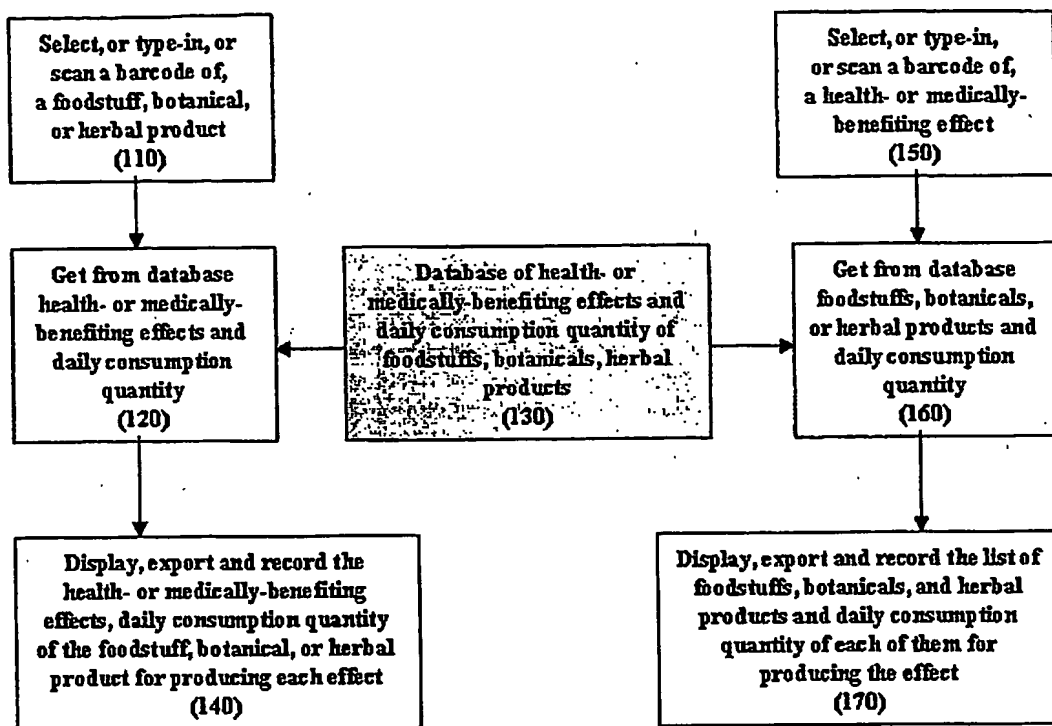 Select, or type-in, or
scan a barcode of,
a foodstuff, botanical,
or herbal product
(110)
Select, or type-in,
or scan a barcode of,
a health- or medically-
benefiting effect
(150)
Get from database
health- or medically-
benefiting effects and
daily consumption
quantity
(120)
Database of health- or
medically-benefiting effects and
daily consumption quantity of
foodstuffs, botanicals, herbal
products
(130)
Get from database
foodstuffs, botanicals,
or herbal products and
daily consumption
quantity
(160)
Display, export and record the
health- or medically-benefiting
effects, daily consumption quantity
of the foodstuff, botanical, or herbal
product for producing each effect
(140)
Display, export and record the list of
foodstuffs, botanicals, and herbal
products and daily consumption
quantity of each of them for
producing the effect
(170)